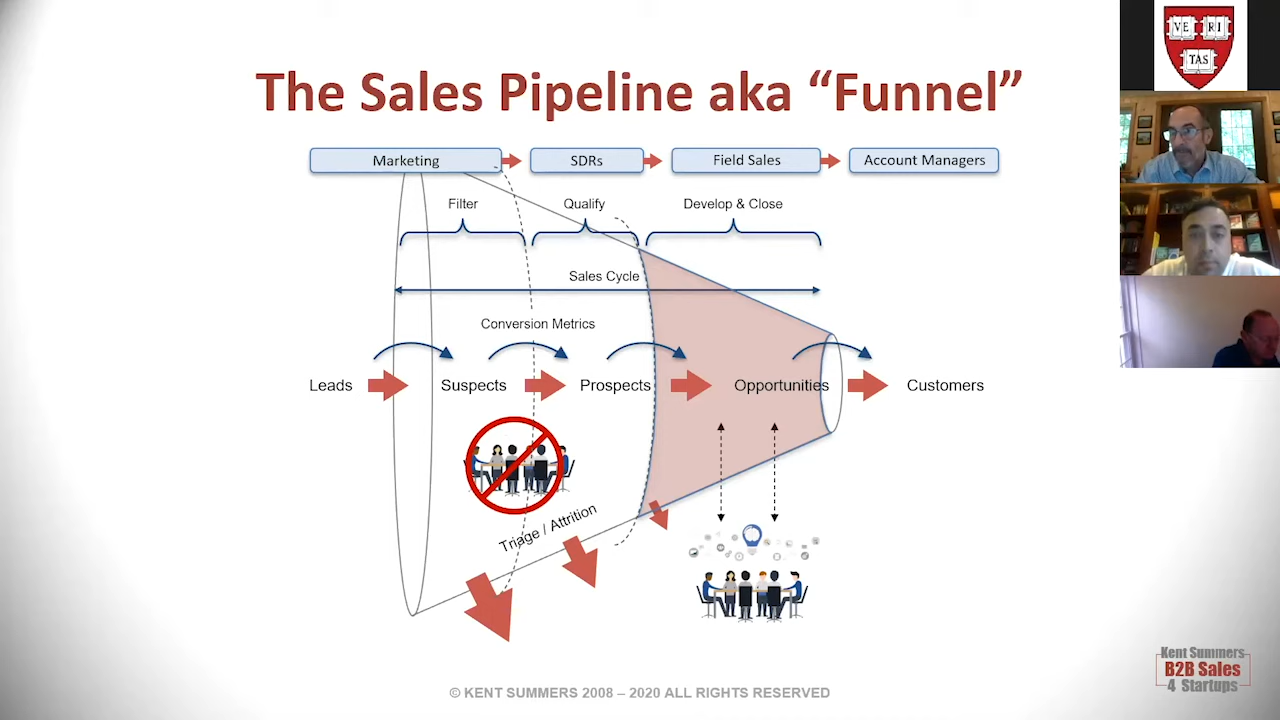 The Sales Pipeline aka “Funnel”
Marketing
SDRs
Field Sales
Account Managers
Filter
Qualify
Develop & Close
Sales Cycle
Conversion Metrics
Leads
Suspects
Prospects
Opportunities
Customers
Triage / Attrition
© KENT SUMMERS 2008 – 2020 ALL RIGHTS RESERVED
VE RI
TAS
Kent Summers
B2B Sales
4 Startups